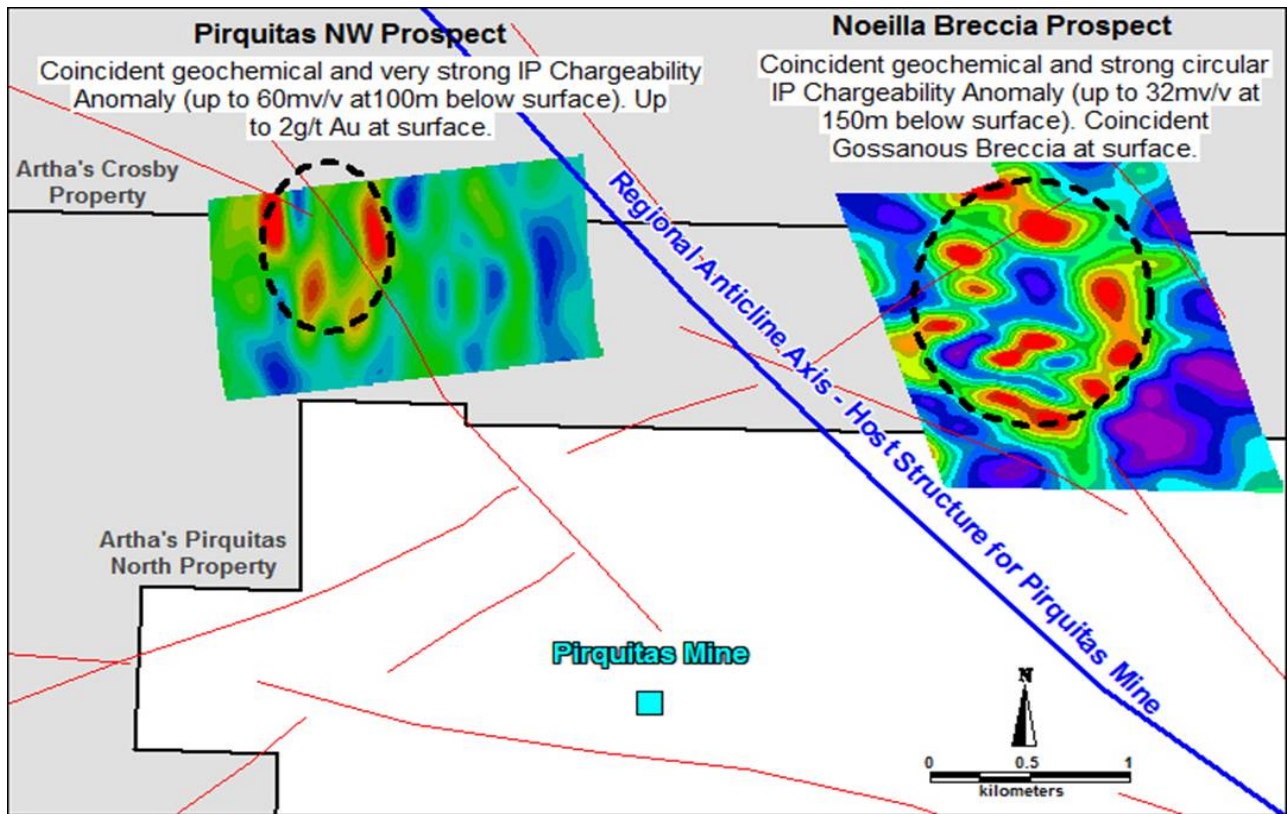 Pirquitas NW Prospect
Coincident geochemical and very strong IP Chargeability
Anomaly (up to 60mv/v at100m below surface). Up
to 2g/t Au at surface.
Noeilla Breccia Prospect
Coincident geochemical and strong circular
IP Chargeability Anomaly (up to 32mv/v at
150m below surface). Coincident
Gossanous Breccia at surface.
Artha's Crosby
Property
Regional Anticline Axis - Host Structure for Pirquitas Mine
Artha's Pirquitas
North Property
Pirquitas Mine
N
0 0.5 1
kilometers